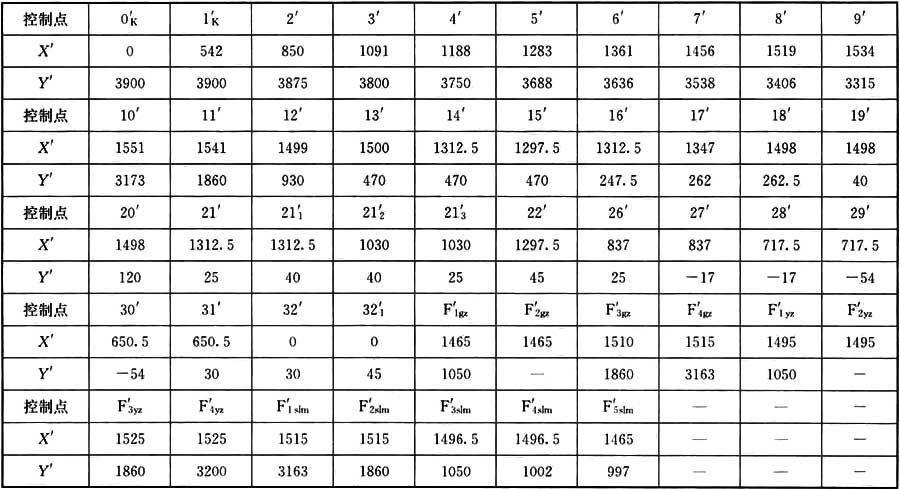 控制点 0′K 1′K 2′ 3′ 4′ 5′ 6′ 7′ 8′ 9′
X′ 0 542 850 1091 1188 1283 1361 1456 1519 1534
Y′ 3900 3900 3875 3800 3750 3688 3636 3538 3406 3315
控制点 10′ 11′ 12′ 13′ 14′ 15′ 16′ 17′ 18′ 19′
X′ 1551 1541 1499 1500 1312.5 1297.5 1312.5 1347 1498 1498
Y′ 3173 1860 930 470 470 470 247.5 262 262.5 40
控制点 20′ 21′ 21′1 21′2 21′3 22′ 26′ 27′ 28′ 29′
X′ 1498 1312.5 1312.5 1030 1030 1297.5 837 837 717.5 717.5
Y′ 120 25 40 40 25 45 25 −17 −17 −54
控制点 30′ 31′ 32′ 32′1 F′1gz F′2gz F′3gz F′4gz F′1yz F′2yz
X′ 650.5 650.5 0 0 1465 1465 1510 1515 1495 1495
Y′ −54 30 30 45 1050 — 1860 3163 1050 —
控制点 F′3yz F′4yz F′1slm F′2slm F′3slm F′4slm F′5slm — — —
X′ 1525 1525 1515 1515 1496.5 1496.5 1465 — — —
Y′ 1860 3200 3163 1860 1050 1002 997 — — —